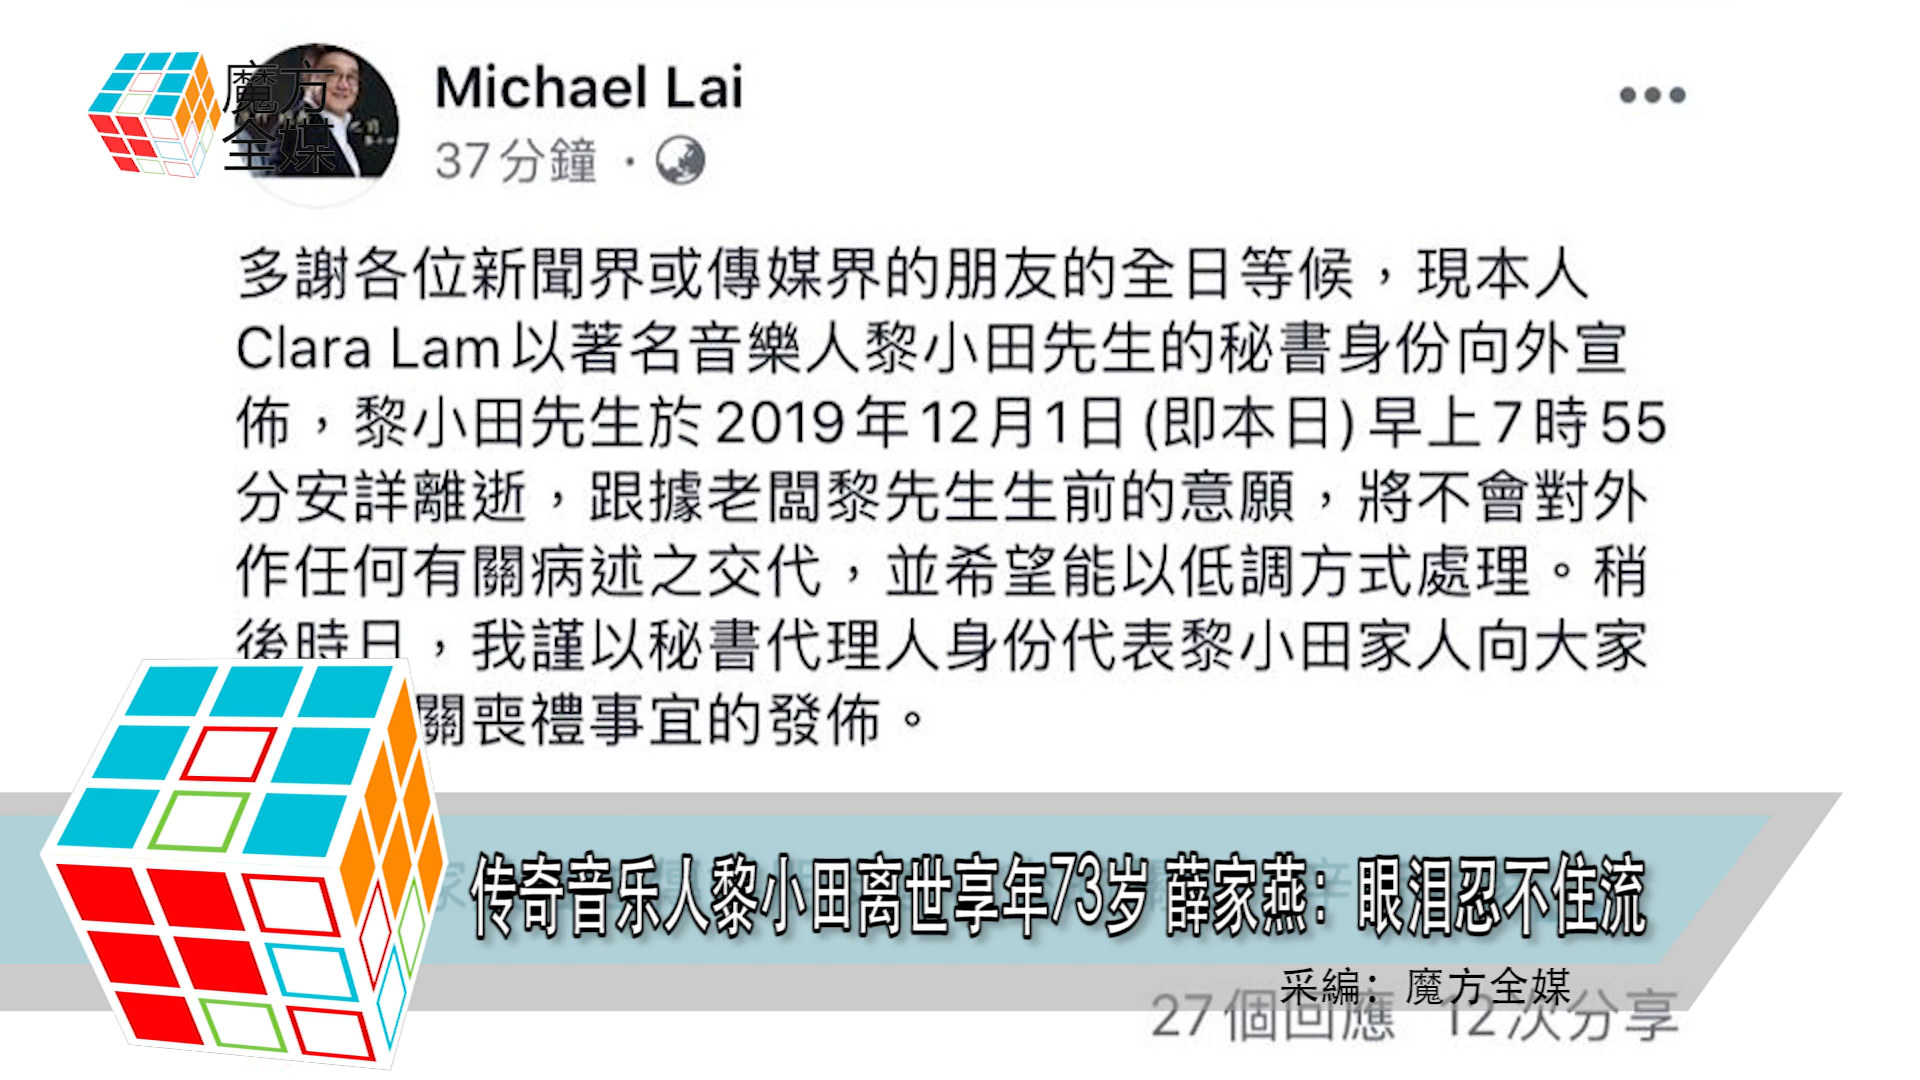 魔方
全媒
Michael Lai
37分鐘 ·
多謝各位新聞界或傳媒界的朋友的全日等候，現本人
Clara Lam以著名音樂人黎小田先生的秘書身份向外宣
佈，黎小田先生於2019年12月1日(即本日)早上7時55
分安詳離逝，跟據老闆黎先生生前的意願，將不會對外
作任何有關病述之交代，並希望能以低調方式處理。稍
後時日，我謹以秘書代理人身份代表黎小田家人向大家
關喪禮事宜的發佈。
传奇音乐人黎小田离世享年73岁 薛家燕：眼泪忍不住流
采編：魔方全媒
27個回應 12次分享